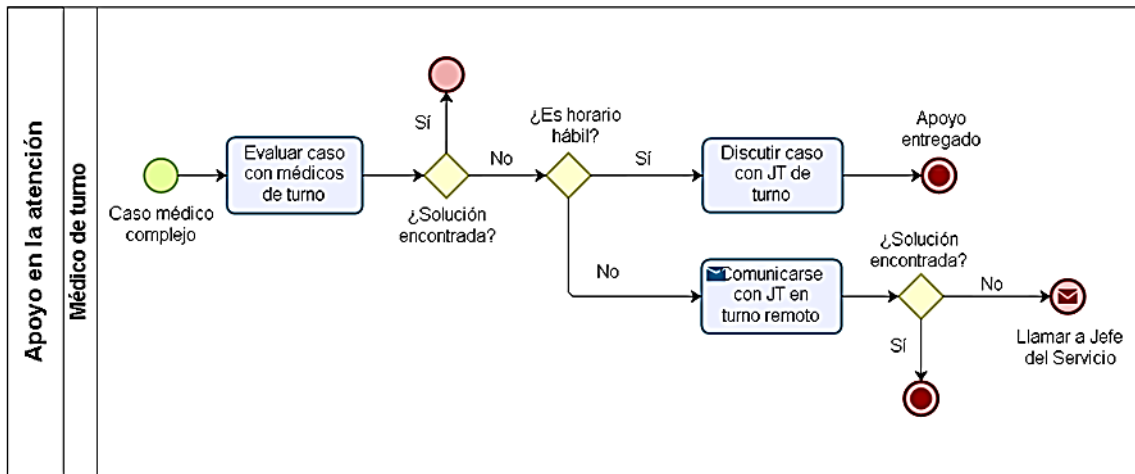 Apoyo en la atención
Médico de turno
Caso médico
complejo
Evaluar caso
con médicos
de turno
Sí
¿Solución
encontrada?
No
¿Es horario
hábil?
Sí
Discutir caso
con JT de
turno
Apoyo
entregado
No
Comunicarse
con JT en
turno remoto
¿Solución
encontrada?
No
Llamar a Jefe
del Servicio
Sí